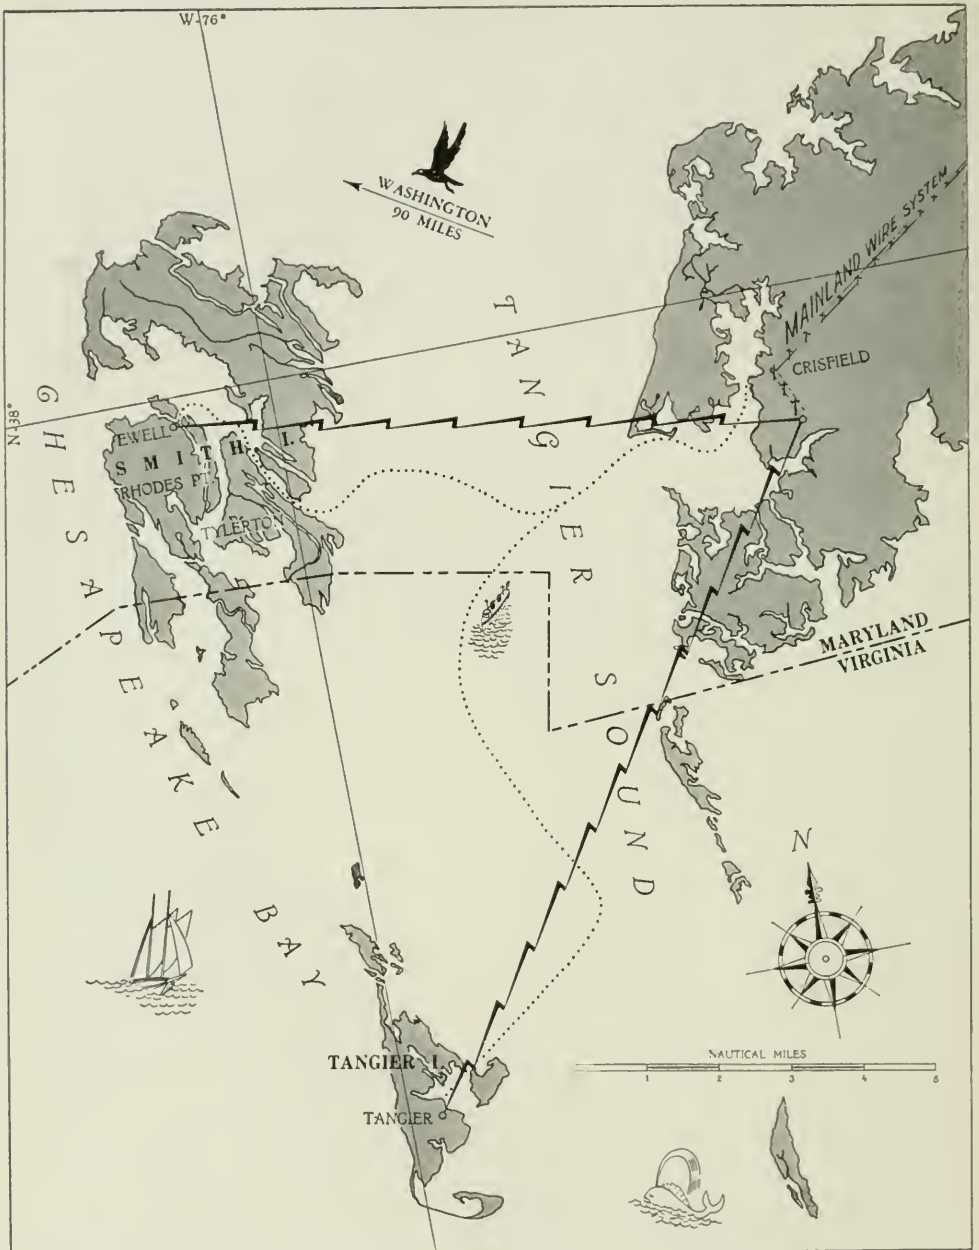 W-76°
WASHINGTON
90 MILES
MAINLAND WIRE SYSTEM
CRISFIELD
38°N
TANGIER SOUND
CHESAPEAKE BAY
EWELL
SMITH I.
RHODES PT.
TYLERTON
MARYLAND
VIRGINIA
N
TANGIER I.
TANGIER
NAUTICAL MILES
1 2 3 4 5